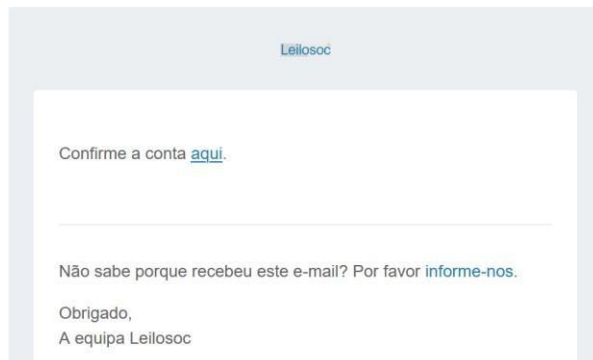 Leilosoc
Confirme a conta aqui.
Não sabe porque recebeu este e-mail? Por favor informe-nos.
Obrigado,
A equipa Leilosoc